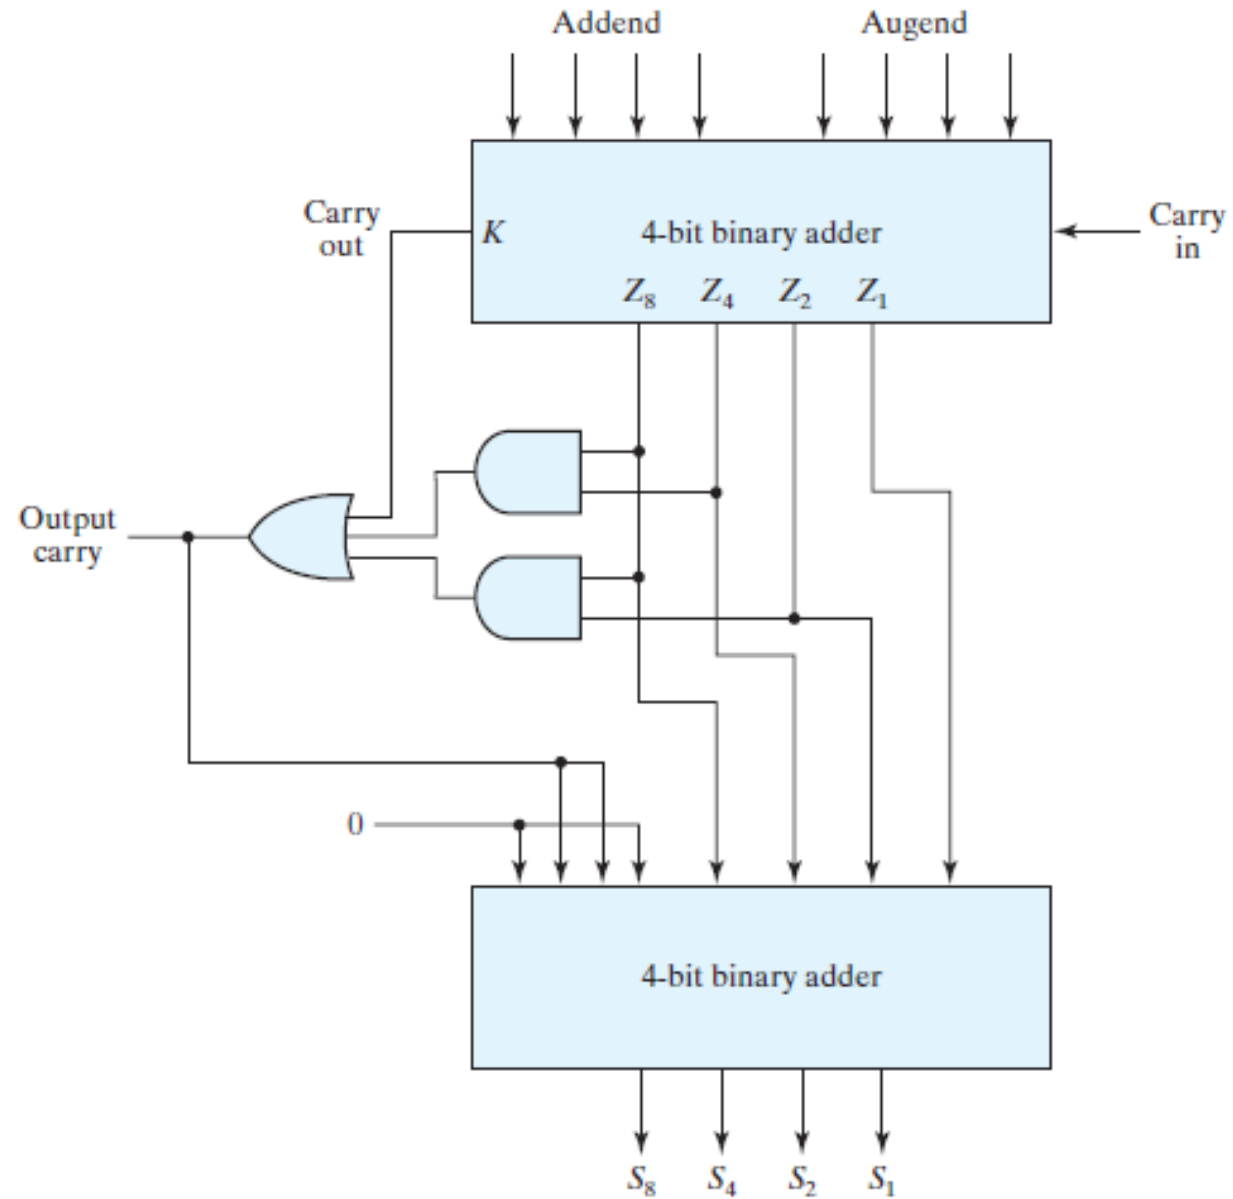 Addend
Augend
Carry
out
K
4-bit binary adder
Carry
in
Z8 Z4 Z2 Z1
Output
carry
0
4-bit binary adder
S8 S4 S2 S1